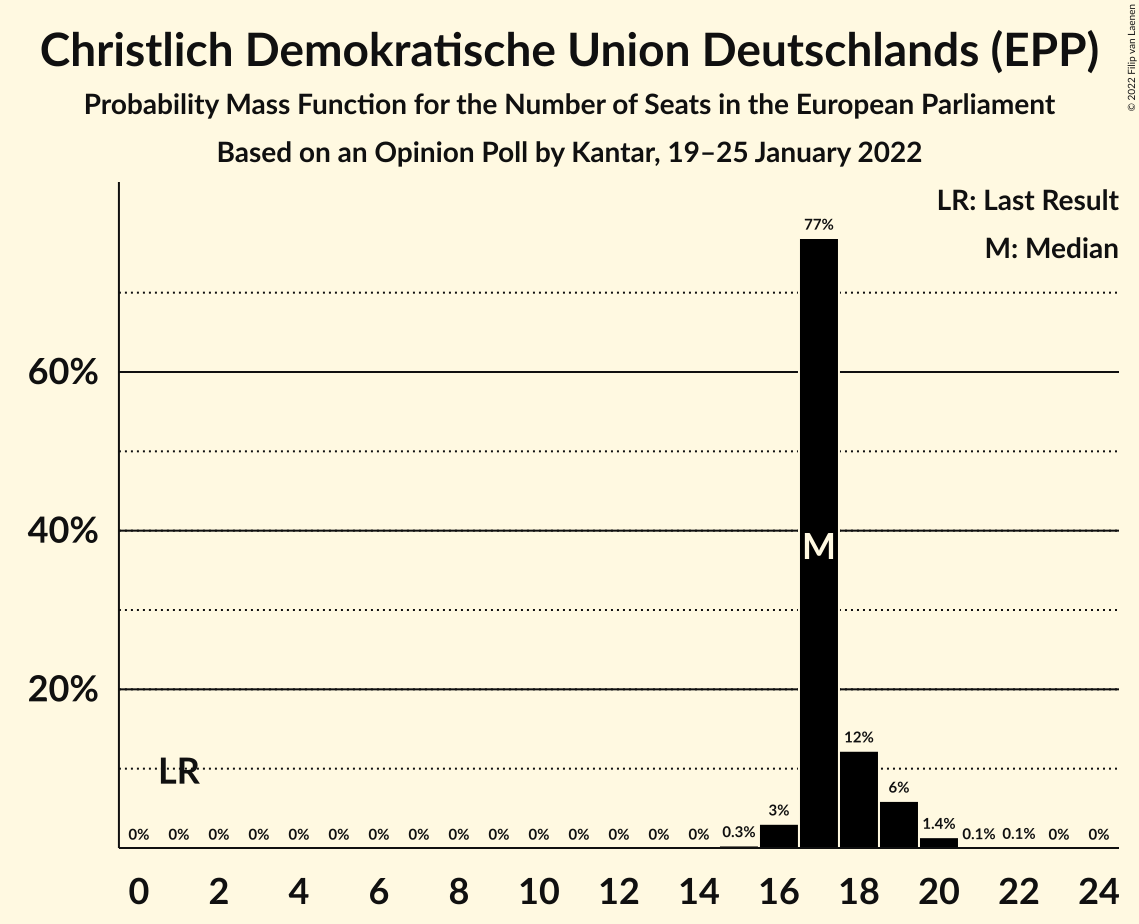 Christlich Demokratische Union Deutschlands (EPP)
Probability Mass Function for the Number of Seats in the European Parliament
Based on an Opinion Poll by Kantar, 19–25 January 2022
© 2022 Filip van Laenen
LR: Last Result
M: Median
77%
60%
40%
M
20%
LR
0% 0% 0% 0% 0% 0% 0% 0% 0% 0% 0% 0% 0% 0% 0% 0.3% 3% 12% 6% 1.4% 0.1% 0.1% 0% 0%
0 2 4 6 8 10 12 14 16 18 20 22 24